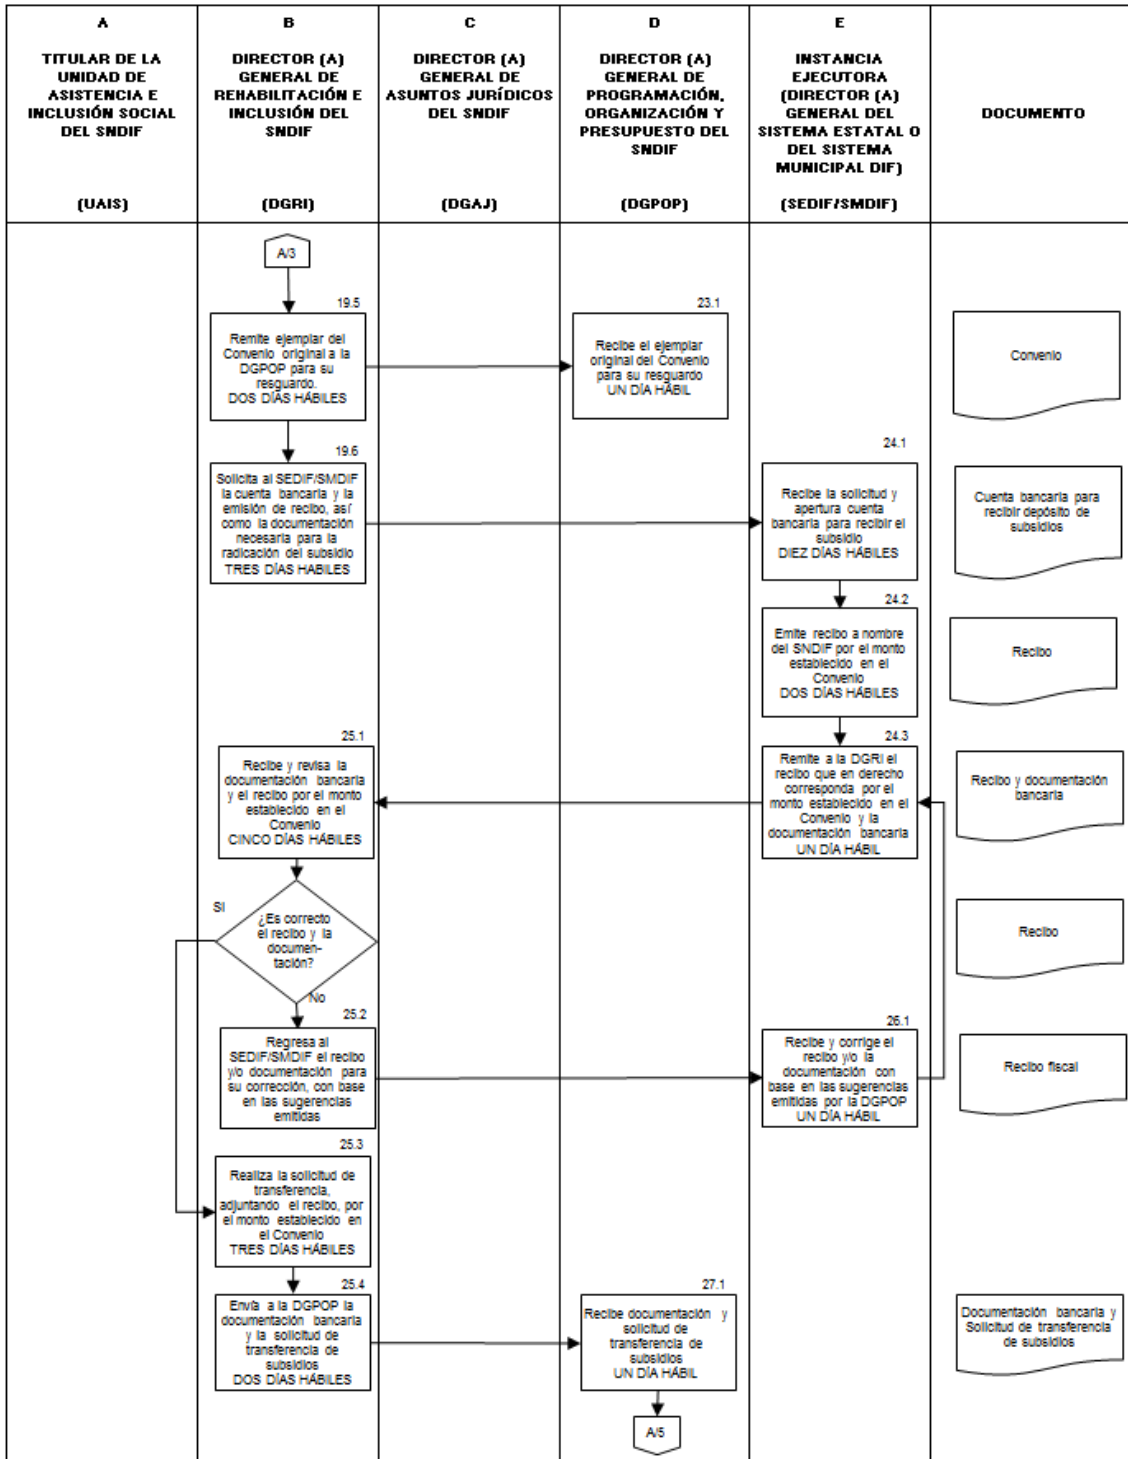 A
TITULAR DE LA
UNIDAD DE
ASISTENCIA E
INCLUSIÓN SOCIAL
DEL SNDIF
(UAIS)
B
DIRECTOR (A)
GENERAL DE
REHABILITACIÓN E
INCLUSIÓN DEL
SNDIF
(DGRI)
C
DIRECTOR (A)
GENERAL DE
ASUNTOS JURÍDICOS
DEL SNDIF
(DGAJ)
D
DIRECTOR (A)
GENERAL DE
PROGRAMACIÓN,
ORGANIZACIÓN Y
PRESUPUESTO DEL
SNDIF
(DGPOP)
E
INSTANCIA
EJECUTORA
(DIRECTOR (A)
GENERAL DEL
SISTEMA ESTATAL O
DEL SISTEMA
MUNICIPAL DIF)
(SEDIF/SMDIF)
DOCUMENTO
A/3
19.5
Remite ejemplar del
Convenio original a la
DGPOP para su
resguardo.
DOS DÍAS HÁBILES
23.1
Recibe el ejemplar
original del Convenio
para su resguardo
UN DÍA HÁBIL
Convenio
19.6
Solicita al SEDIF/SMDIF
la cuenta bancaria y la
emisión de recibo, así
como la documentación
necesaria para la
radicación del subsidio
TRES DÍAS HABILES
24.1
Recibe la solicitud y
apertura cuenta
bancaria para recibir el
subsidio
DIEZ DÍAS HÁBILES
Cuenta bancaria para
recibir depósito de
subsidios
24.2
Emite recibo a nombre
del SNDIF por el monto
establecido en el
Convenio
DOS DÍAS HÁBILES
Recibo
25.1
Recibe y revisa la
documentación bancaria
y el recibo por el monto
establecido en el
Convenio
CINCO DÍAS HÁBILES
24.3
Remite a la DGRI el
recibo que en derecho
corresponda por el
monto establecido en el
Convenio y la
documentación bancaria
UN DÍA HÁBIL
Recibo y documentación
bancaria
SI
¿Es correcto
el recibo y la
documen-
tación?
No
Recibo
25.2
Regresa al
SEDIF/SMDIF el recibo
y/o documentación para
su corrección, con base
en las sugerencias
emitidas
26.1
Recibe y corrige el
recibo y/o la
documentación con
base en las sugerencias
emitidas por la DGPOP
UN DÍA HÁBIL
Recibo fiscal
25.3
Realiza la solicitud de
transferencia,
adjuntando el recibo, por
el monto establecido en
el Convenio
TRES DÍAS HÁBILES
25.4
Envía a la DGPOP la
documentación bancaria
y la solicitud de
transferencia de
subsidios
DOS DÍAS HÁBILES
27.1
Recibe documentación y
solicitud de
transferencia de
subsidios
UN DÍA HÁBIL
Documentación bancaria y
Solicitud de transferencia
de subsidios
A/5